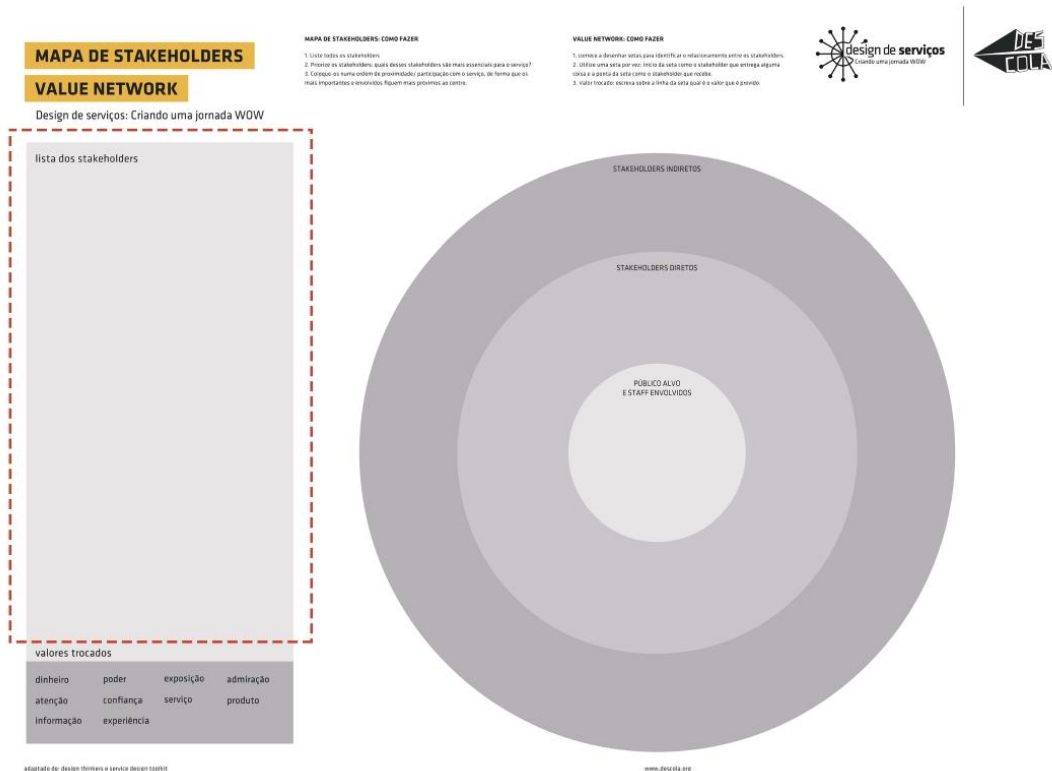 MAPA DE STAKEHOLDERS
VALUE NETWORK
Design de serviços: Criando uma jornada WOW
MAPA DE STAKEHOLDERS: COMO FAZER
1. Liste todos os stakeholders
2. Priorize as stakeholders: quais desses stakeholders são mais essenciais para o serviço?
3. Coloque-os numa ordem de proximidade/ participação com o serviço, de forma que os
mais importantes e envolvidos fiquem mais próximos ao centro.
VALUE NETWORK: COMO FAZER
1. comece a desenhar setas para identificar o relacionamento entre os stakeholders.
2. Utilize uma seta por vez: início da seta como o stakeholder que entrega alguma
coisa e a ponta da seta como o stakeholder que recebe.
3. Valor trocado: escreva sobre a linha da seta qual é o valor que é provido
design de serviços
Criando uma jornada WOW
DES
COLA
lista dos stakeholders
STAKEHOLDERS INDIRETOS
STAKEHOLDERS DIRETOS
PÚBLICO ALVO
E STAFF ENVOLVIDOS
valores trocados
dinheiro poder exposição admiração
atenção confiança serviço produto
informação experiência
adaptado de: design thinkers e service design toolkit
www.descola.org